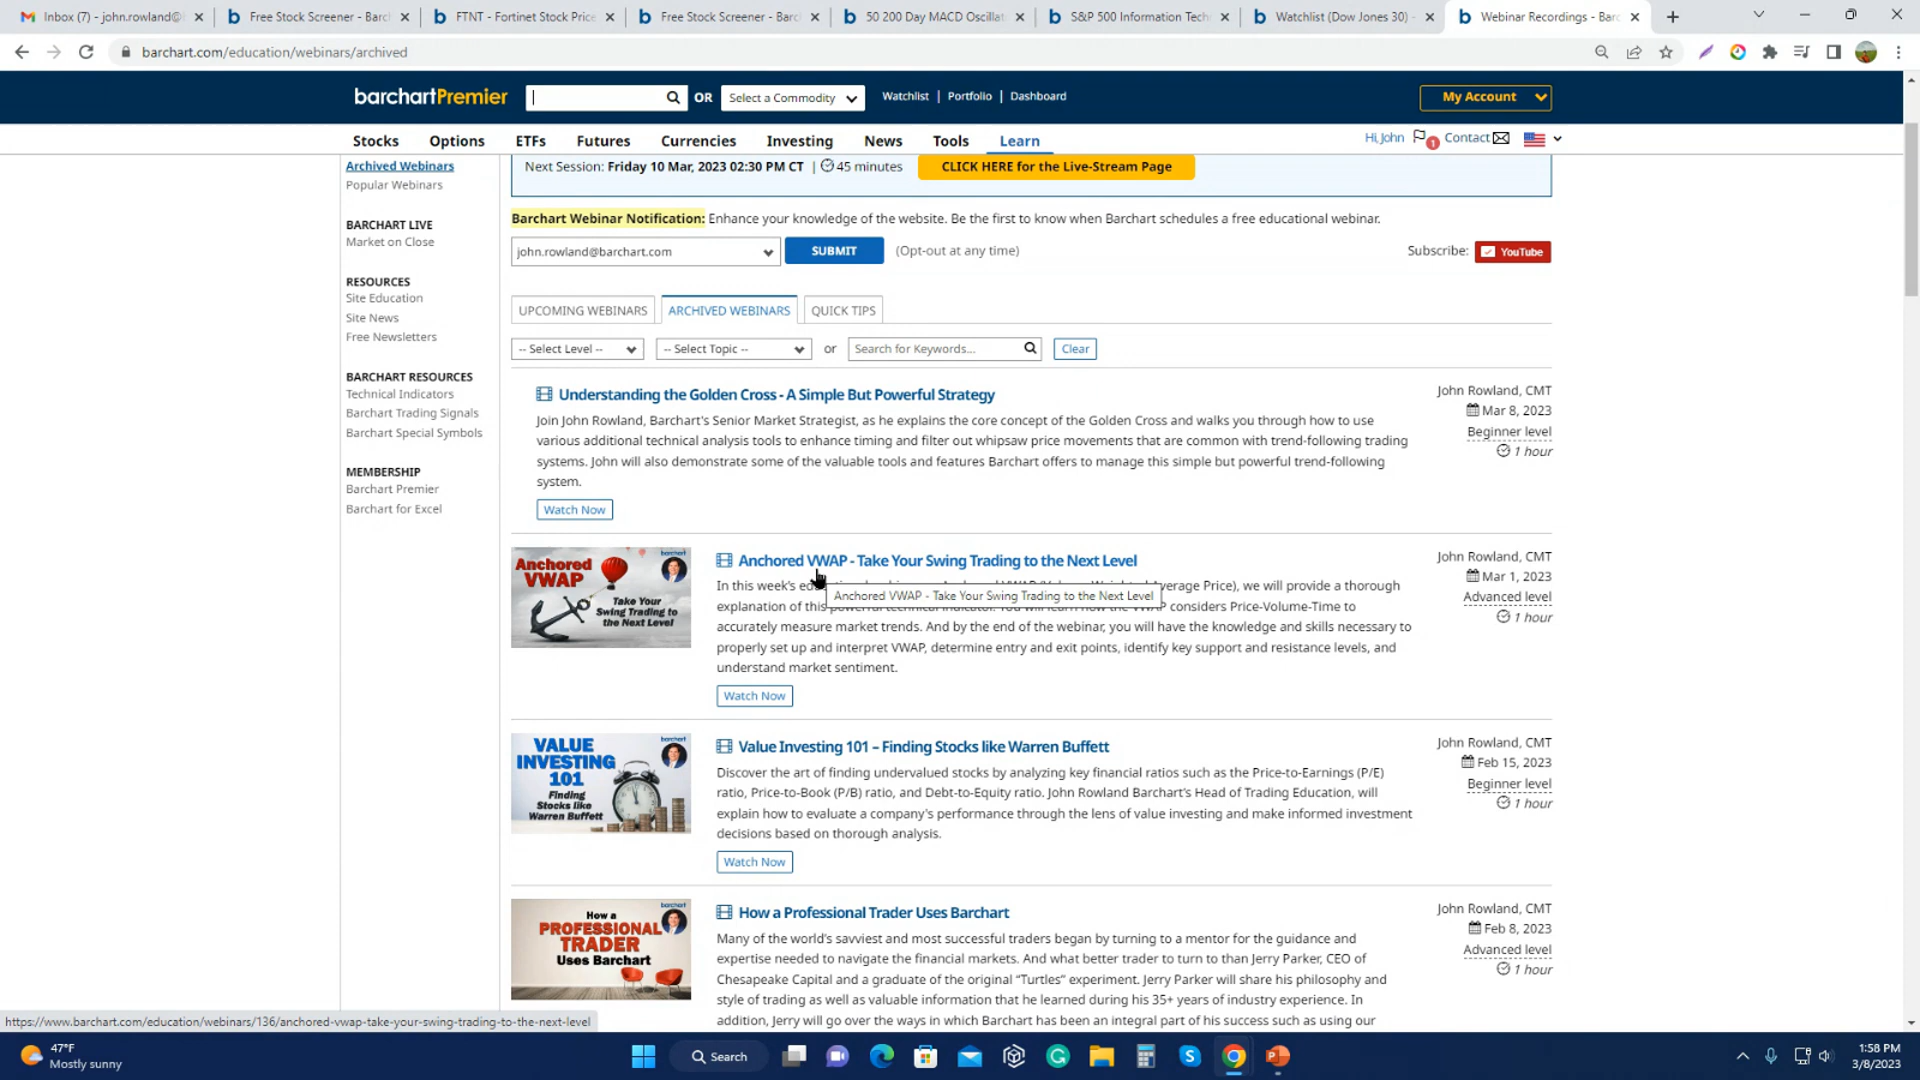 Inbox (7) - john.rowland@
Free Stock Screener - Barc
FTNT - Fortinet Stock Price
Free Stock Screener - Barc
50 200 Day MACD Oscillat
S&P 500 Information Tech
Watchlist (Dow Jones 30) -
Webinar Recordings - Barc
barchart.com/education/webinars/archived
barchartPremier
OR
Select a Commodity
Watchlist | Portfolio | Dashboard
My Account
Stocks Options ETFs Futures Currencies Investing News Tools Learn
Hi, John
1
Contact
Archived Webinars
Popular Webinars
BARCHART LIVE
Market on Close
RESOURCES
Site Education
Site News
Free Newsletters
BARCHART RESOURCES
Technical Indicators
Barchart Trading Signals
Barchart Special Symbols
MEMBERSHIP
Barchart Premier
Barchart for Excel
Next Session: Friday 10 Mar, 2023 02:30 PM CT | 45 minutes
CLICK HERE for the Live-Stream Page
Barchart Webinar Notification: Enhance your knowledge of the website. Be the first to know when Barchart schedules a free educational webinar.
john.rowland@barchart.com
SUBMIT
(Opt-out at any time)
Subscribe: YouTube
UPCOMING WEBINARS
ARCHIVED WEBINARS
QUICK TIPS
-- Select Level --
-- Select Topic --
or
Search for Keywords...
Clear
Understanding the Golden Cross - A Simple But Powerful Strategy
Join John Rowland, Barchart's Senior Market Strategist, as he explains the core concept of the Golden Cross and walks you through how to use
various additional technical analysis tools to enhance timing and filter out whipsaw price movements that are common with trend-following trading
systems. John will also demonstrate some of the valuable tools and features Barchart offers to manage this simple but powerful trend-following
system.
Watch Now
John Rowland, CMT
Mar 8, 2023
Beginner level
1 hour
barchart
Anchored
VWAP
Take Your
Swing Trading to
the Next Level
Anchored VWAP - Take Your Swing Trading to the Next Level
In this week's Average Price), we will provide a thorough
Anchored VWAP - Take Your Swing Trading to the Next Level
explanation of this considers Price-Volume-Time to
accurately measure market trends. And by the end of the webinar, you will have the knowledge and skills necessary to
properly set up and interpret VWAP, determine entry and exit points, identify key support and resistance levels, and
understand market sentiment.
Watch Now
John Rowland, CMT
Mar 1, 2023
Advanced level
1 hour
barchart
VALUE
INVESTING
101
Finding
Stocks like
Warren Buffett
Value Investing 101 – Finding Stocks like Warren Buffett
Discover the art of finding undervalued stocks by analyzing key financial ratios such as the Price-to-Earnings (P/E)
ratio, Price-to-Book (P/B) ratio, and Debt-to-Equity ratio. John Rowland Barchart's Head of Trading Education, will
explain how to evaluate a company's performance through the lens of value investing and make informed investment
decisions based on thorough analysis.
Watch Now
John Rowland, CMT
Feb 15, 2023
Beginner level
1 hour
barchart
How a
PROFESSIONAL
TRADER
Uses Barchart
How a Professional Trader Uses Barchart
Many of the world's savviest and most successful traders began by turning to a mentor for the guidance and
expertise needed to navigate the financial markets. And what better trader to turn to than Jerry Parker, CEO of
Chesapeake Capital and a graduate of the original “Turtles” experiment. Jerry Parker will share his philosophy and
style of trading as well as valuable information that he learned during his 35+ years of industry experience. In
addition, Jerry will go over the ways in which Barchart has been an integral part of his success such as using our
John Rowland, CMT
Feb 8, 2023
Advanced level
1 hour
https://www.barchart.com/education/webinars/136/anchored-vwap-take-your-swing-trading-to-the-next-level
47°F
Mostly sunny
Search
1:58 PM
3/8/2023